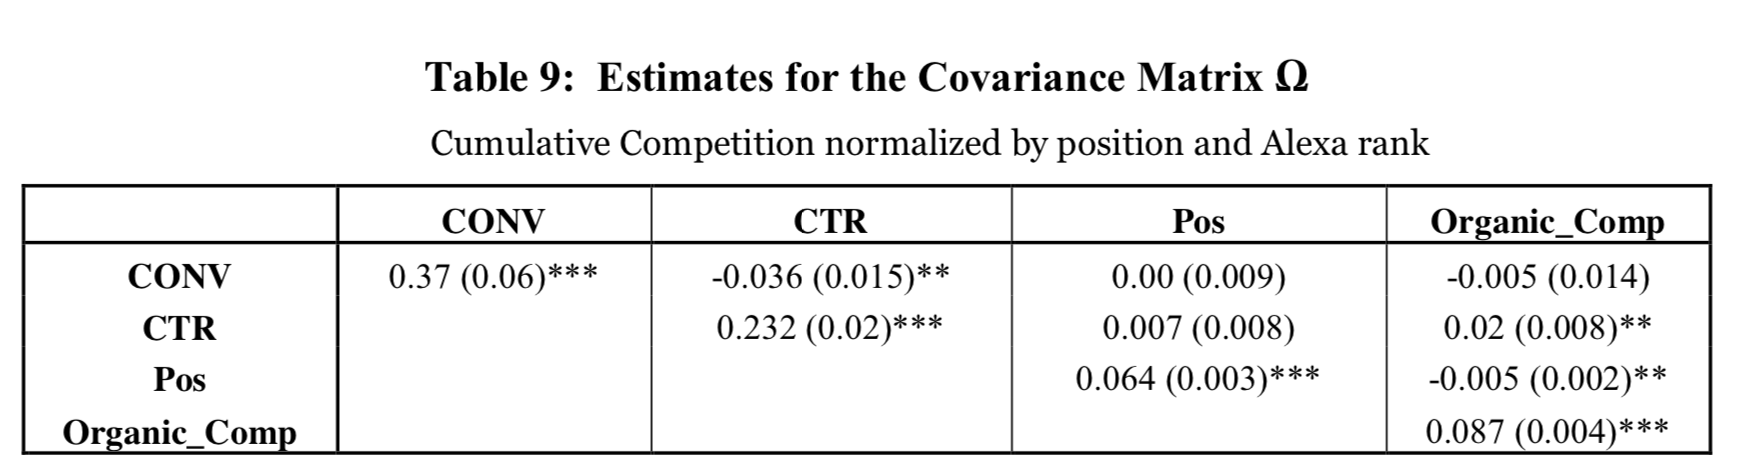 Table 9: Estimates for the Covariance Matrix Ω
Cumulative Competition normalized by position and Alexa rank
CONV CTR Pos Organic_Comp
CONV 0.37 (0.06)*** -0.036 (0.015)** 0.00 (0.009) -0.005 (0.014)
CTR 0.232 (0.02)*** 0.007 (0.008) 0.02 (0.008)**
Pos 0.064 (0.003)*** -0.005 (0.002)**
Organic_Comp 0.087 (0.004)***